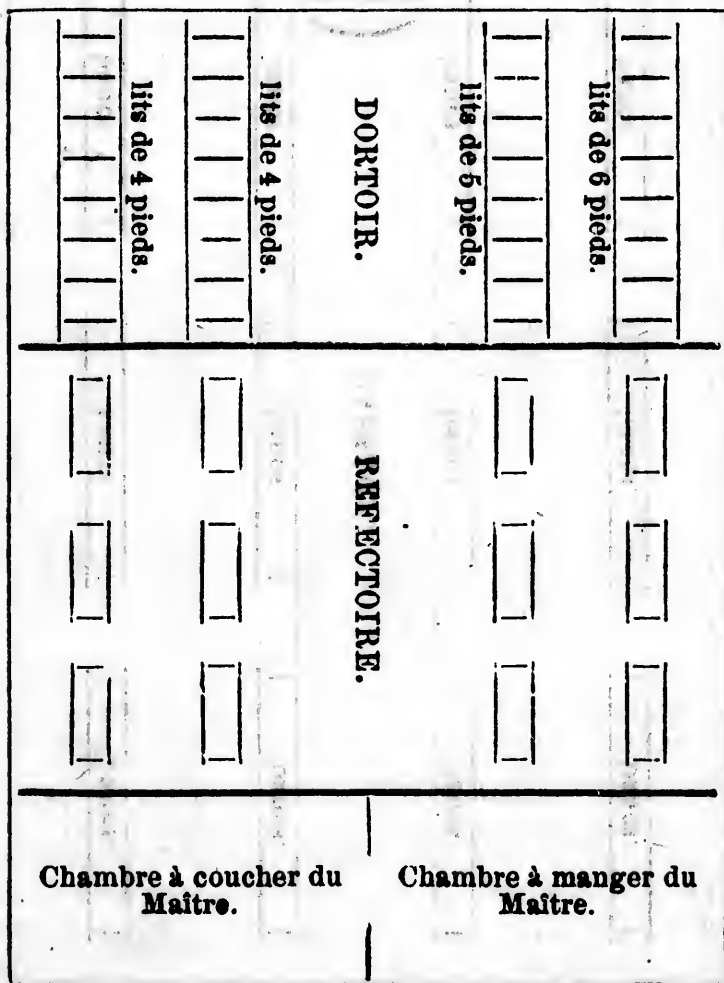 lits de 4 pieds.
lits de 4 pieds.
DORTOIR.
lits de 5 pieds.
lits de 6 pieds.
REFECTOIRE.
Chambre à coucher du
Maître.
Chambre à manger du
Maître.